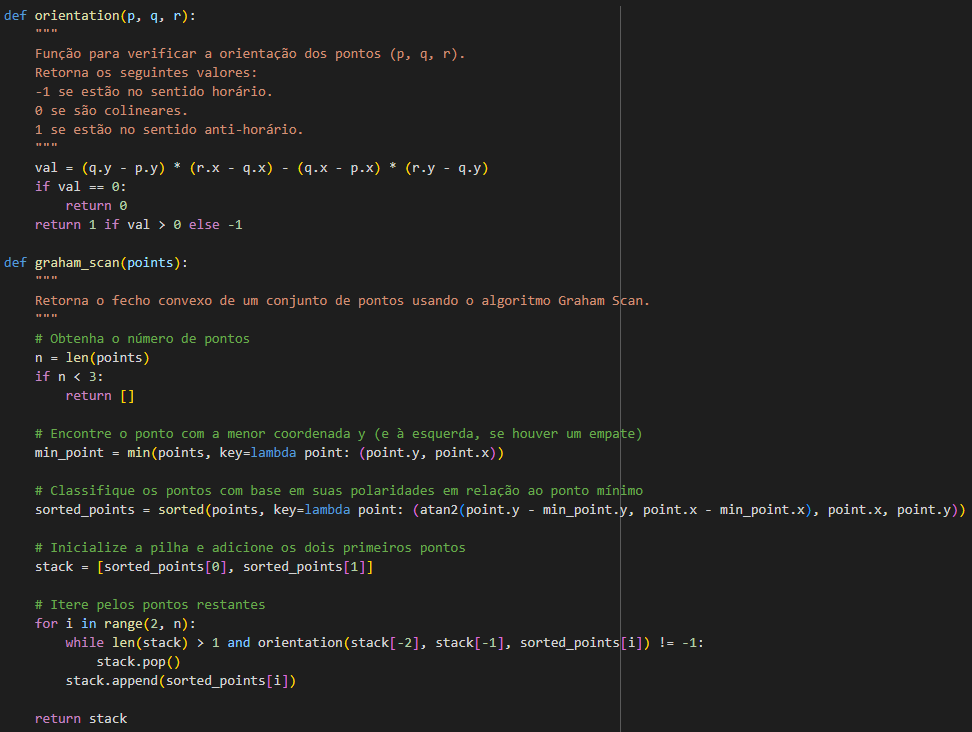 def orientation(p, q, r):
    """
    Função para verificar a orientação dos pontos (p, q, r).
    Retorna os seguintes valores:
    -1 se estão no sentido horário.
    0 se são colineares.
    1 se estão no sentido anti-horário.
    """
    val = (q.y - p.y) * (r.x - q.x) - (q.x - p.x) * (r.y - q.y)
    if val == 0:
        return 0
    return 1 if val > 0 else -1

def graham_scan(points):
    """
    Retorna o fecho convexo de um conjunto de pontos usando o algoritmo Graham Scan.
    """
    # Obtenha o número de pontos
    n = len(points)
    if n < 3:
        return []

    # Encontre o ponto com a menor coordenada y (e à esquerda, se houver um empate)
    min_point = min(points, key=lambda point: (point.y, point.x))

    # Classifique os pontos com base em suas polaridades em relação ao ponto mínimo
    sorted_points = sorted(points, key=lambda point: (atan2(point.y - min_point.y, point.x - min_point.x), point.x, point.y))

    # Inicialize a pilha e adicione os dois primeiros pontos
    stack = [sorted_points[0], sorted_points[1]]

    # Itere pelos pontos restantes
    for i in range(2, n):
        while len(stack) > 1 and orientation(stack[-2], stack[-1], sorted_points[i]) != -1:
            stack.pop()
        stack.append(sorted_points[i])

    return stack